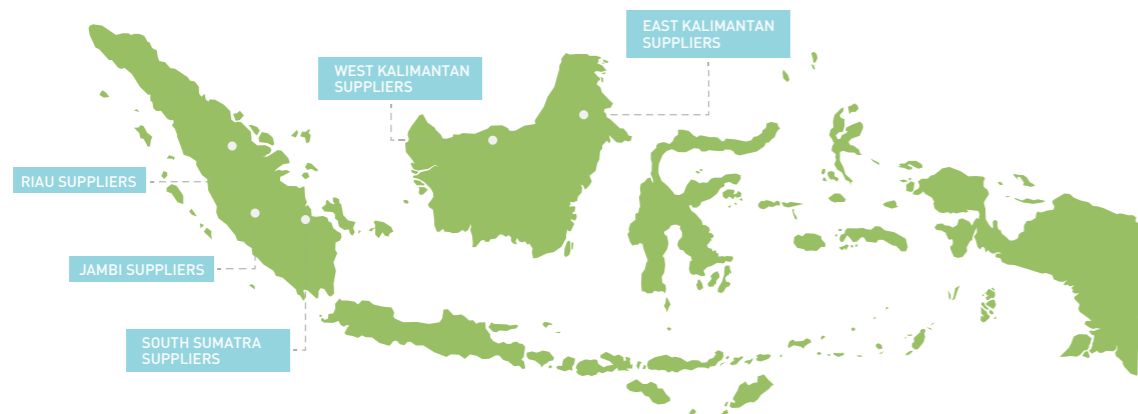 EAST KALIMANTAN
SUPPLIERS
WEST KALIMANTAN
SUPPLIERS
RIAU SUPPLIERS
JAMBI SUPPLIERS
SOUTH SUMATRA
SUPPLIERS